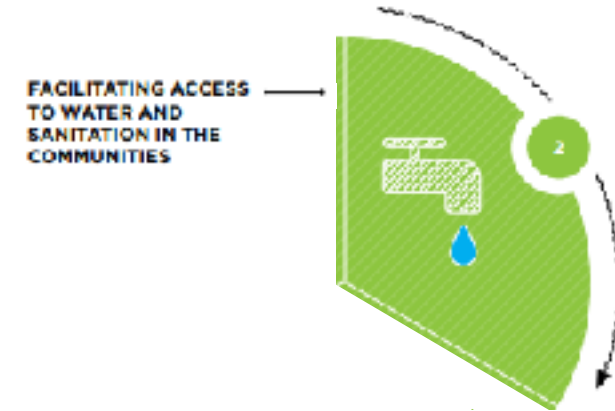 FACILITATING ACCESS
TO WATER AND
SANITATION IN THE
COMMUNITIES
2